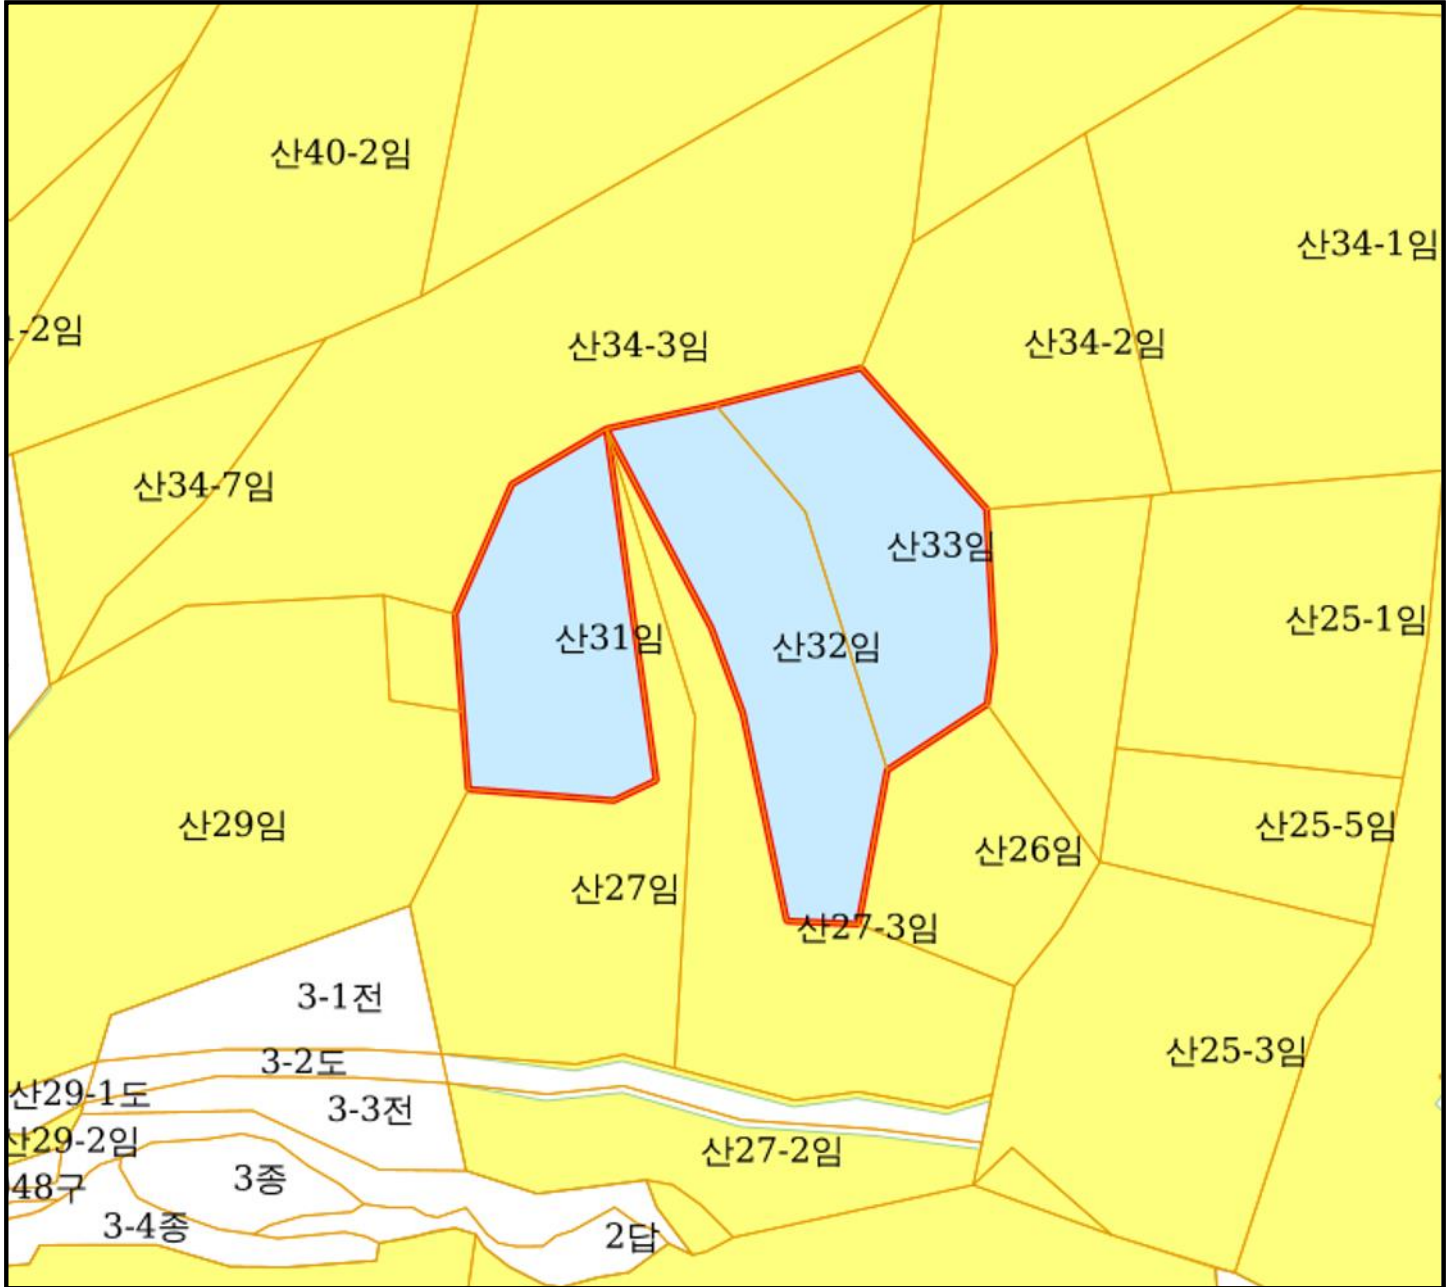 산40-2임
산34-1임
1-2임
산34-3임
산34-2임
산34-7임
산33임
산31임
산32임
산25-1임
산29임
산25-5임
산26임
산27임
산27-3임
3-1전
산25-3임
3-2도
산29-1도
3-3전
산29-2임
산27-2임
48구
3종
3-4종
2답